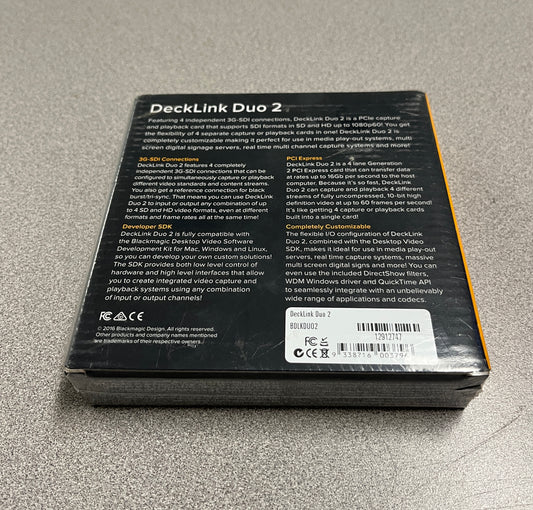 DeckLink Duo 2
Featuring 4 independent 3G-SDI connections, DeckLink Duo 2 is a PCIe capture
and playback card that supports SDI formats in SD and HD up to 1080p60! You get
the flexibility of 4 separate capture or playback cards in one! DeckLink Duo 2 is
completely customizable making it perfect for use in media play-out systems, multi
screen digital signage servers, real time multi channel capture systems and more!
3G-SDI Connections
DeckLink Duo 2 features 4 completely
independent 3G-SDI connections that can be
configured to simultaneously capture or playback
different video standards and content streams.
You also get a reference connection for black
burst/tri-sync. That means you can use DeckLink
Duo 2 to input or output any combination of up
to 4 SD and HD video formats, even at different
formats and frame rates all at the same time!
Developer SDK
DeckLink Duo 2 is fully compatible with
the Blackmagic Desktop Video Software
Development Kit for Mac, Windows and Linux,
so you can develop your own custom solutions!
The SDK provides both low level control of
hardware and high level interfaces that allow
you to create integrated video capture and
playback systems using any combination
of input or output channels!
PCI Express
DeckLink Duo 2 is a 4 lane Generation
2 PCI Express card that can transfer data
at rates up to 16Gb per second to the host
computer. Because it's so fast, DeckLink
Duo 2 can capture and playback 4 different
streams of fully uncompressed, 10-bit high
definition video at up to 60 frames per second!
It's like getting 4 capture or playback cards
built into a single card!
Completely Customizable
The flexible I/O configuration of DeckLink
Duo 2, combined with the Desktop Video
SDK, makes it ideal for use in media play-out
servers, real time capture systems, massive
multi screen digital signs and more! You can
even use the included DirectShow filters,
WDM Windows driver and QuickTime API
to seamlessly integrate with an unbelievably
wide range of applications and codecs.
FC CE
© 2016 Blackmagic Design. All rights reserved.
Other products and company names mentioned
are trademarks of their respective owners.
DeckLink Duo 2
BDLKDUO2
12912747
FC CE
9 338716 00379